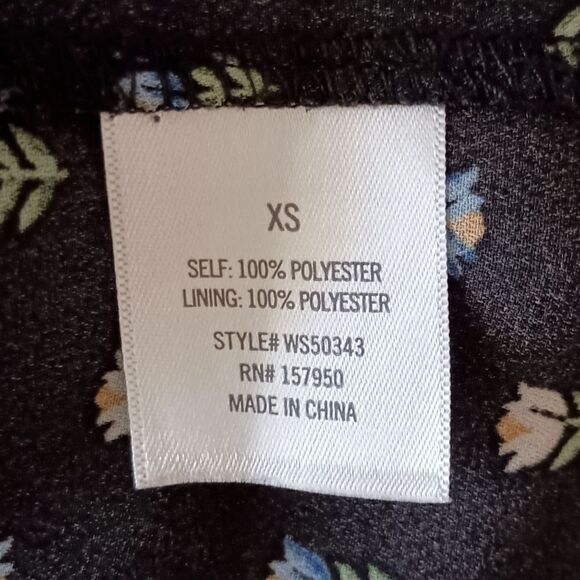 XS
SELF: 100% POLYESTER
LINING: 100% POLYESTER
STYLE# WS50343
RN# 157950
MADE IN CHINA